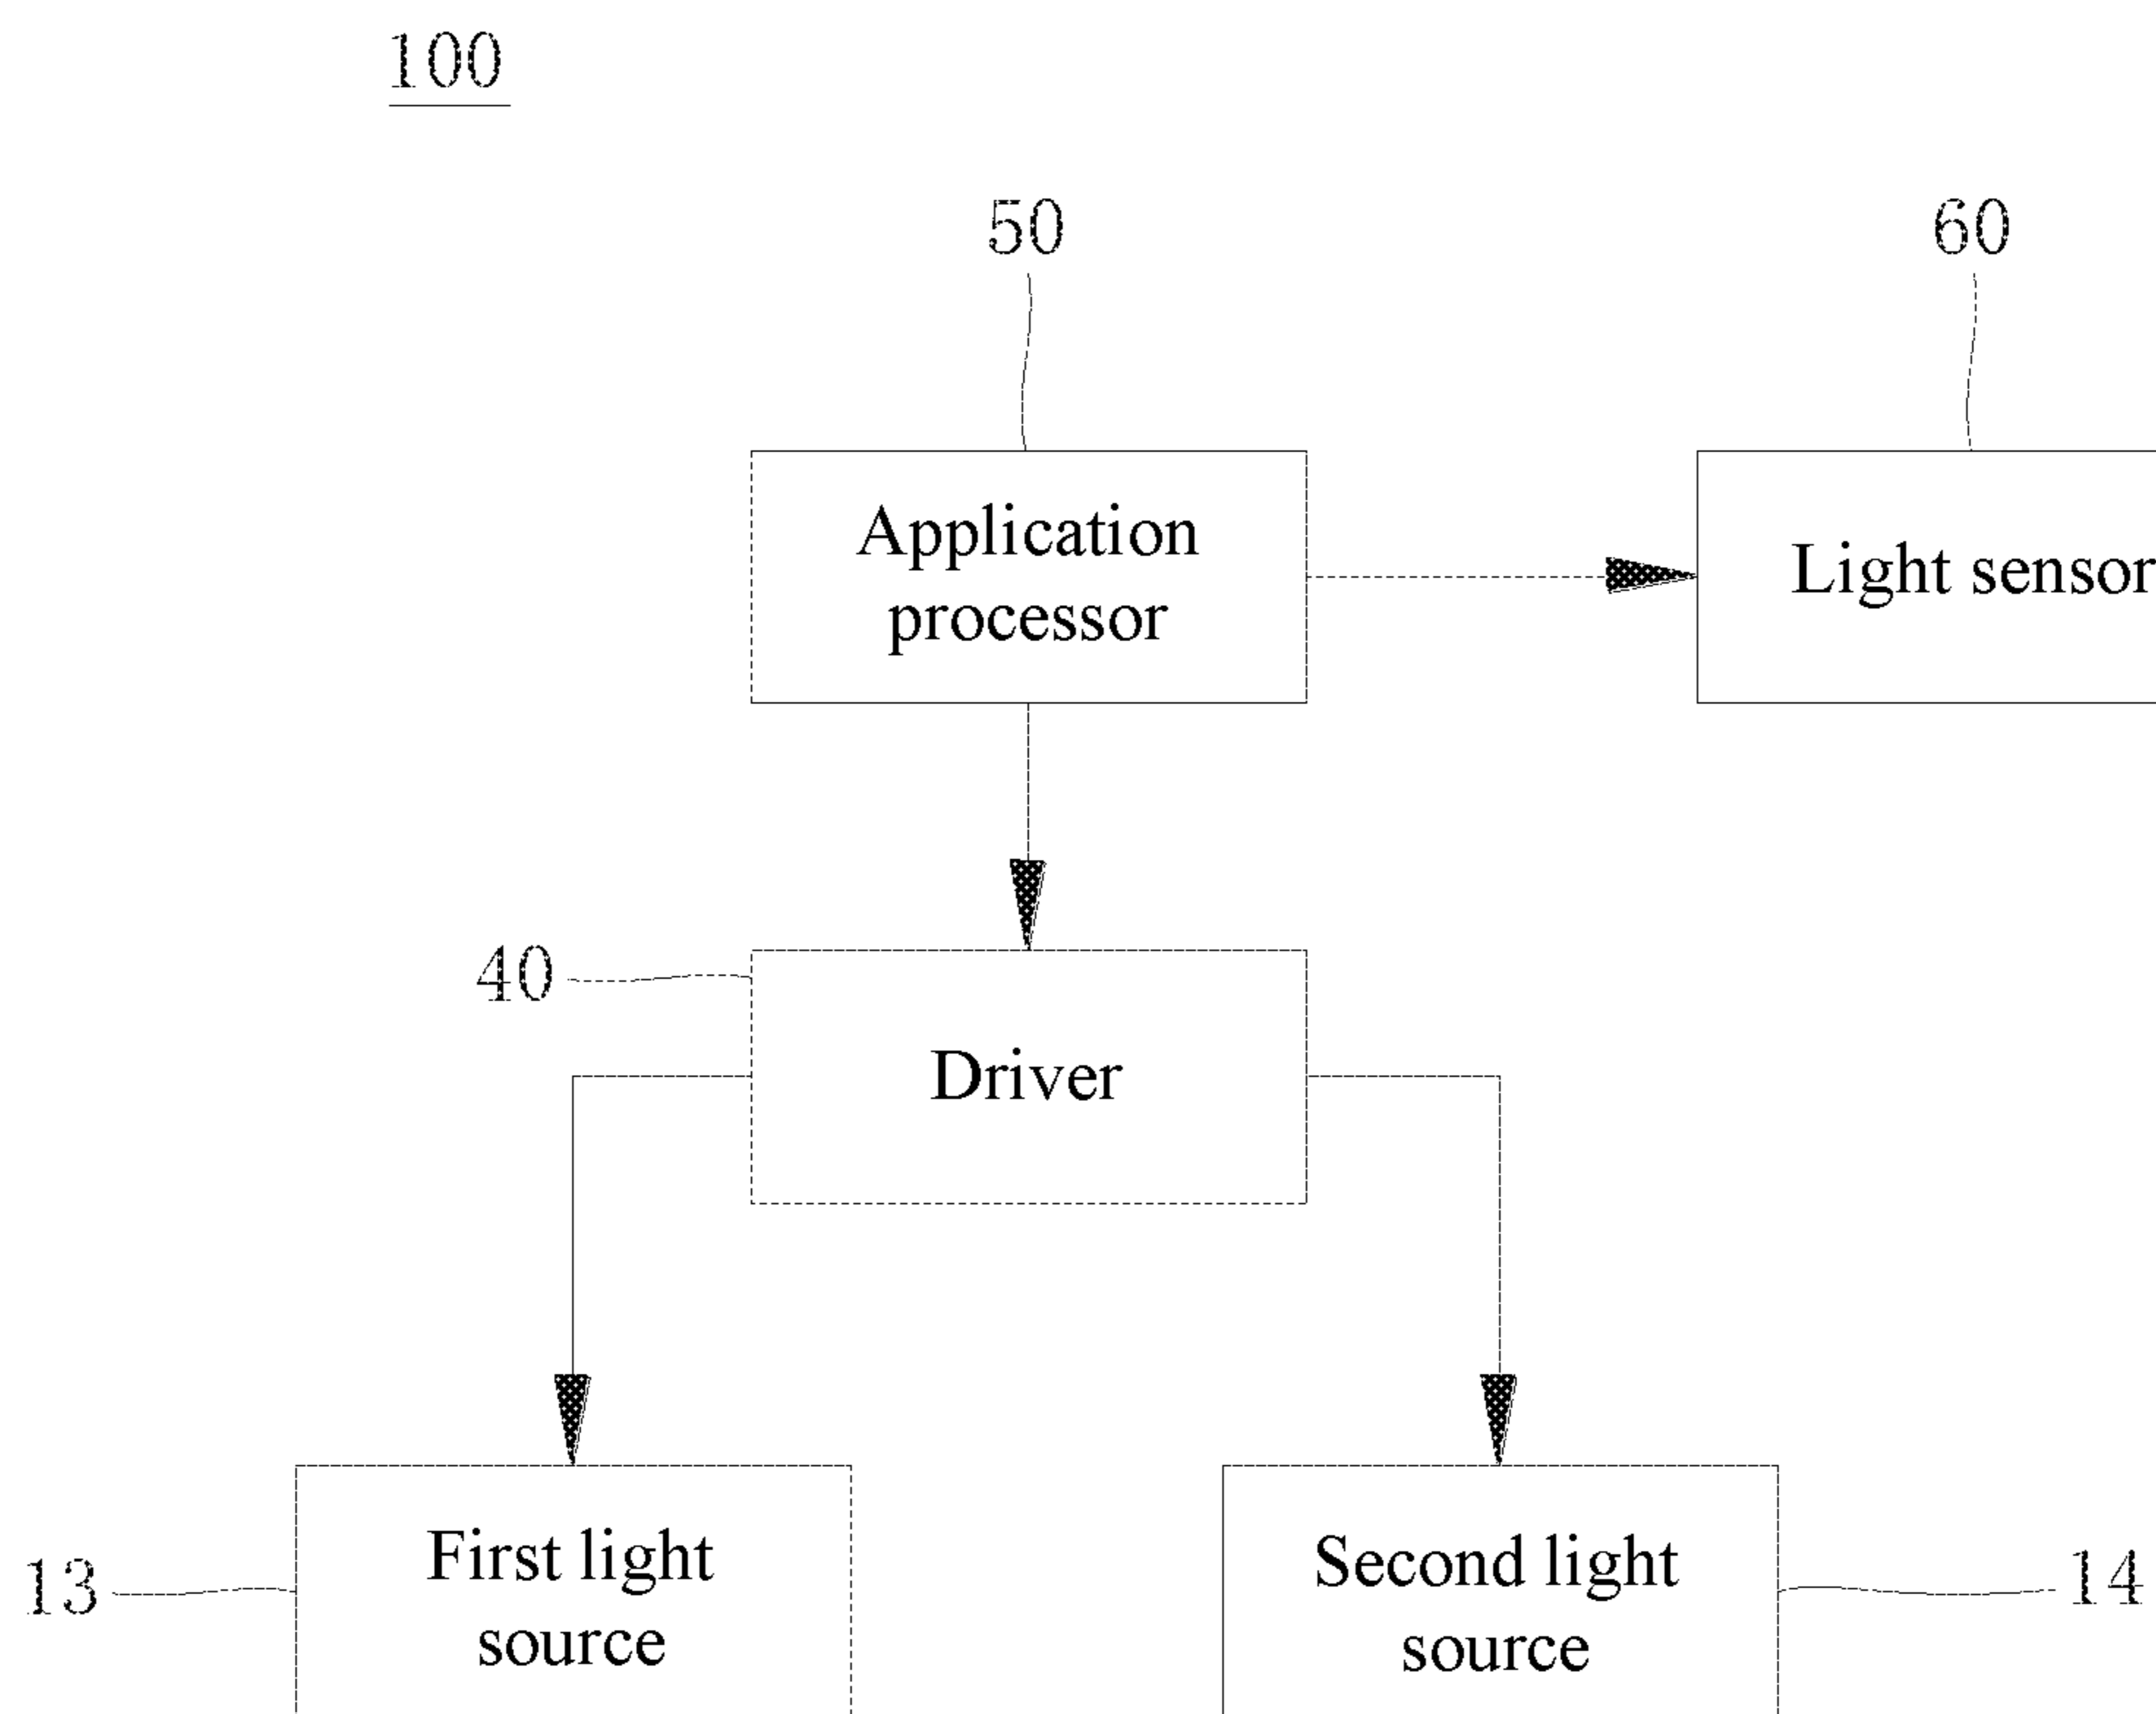 100
50
60
Application
processor
Light sensor
40
Driver
First light
source
Second light
source
13
14